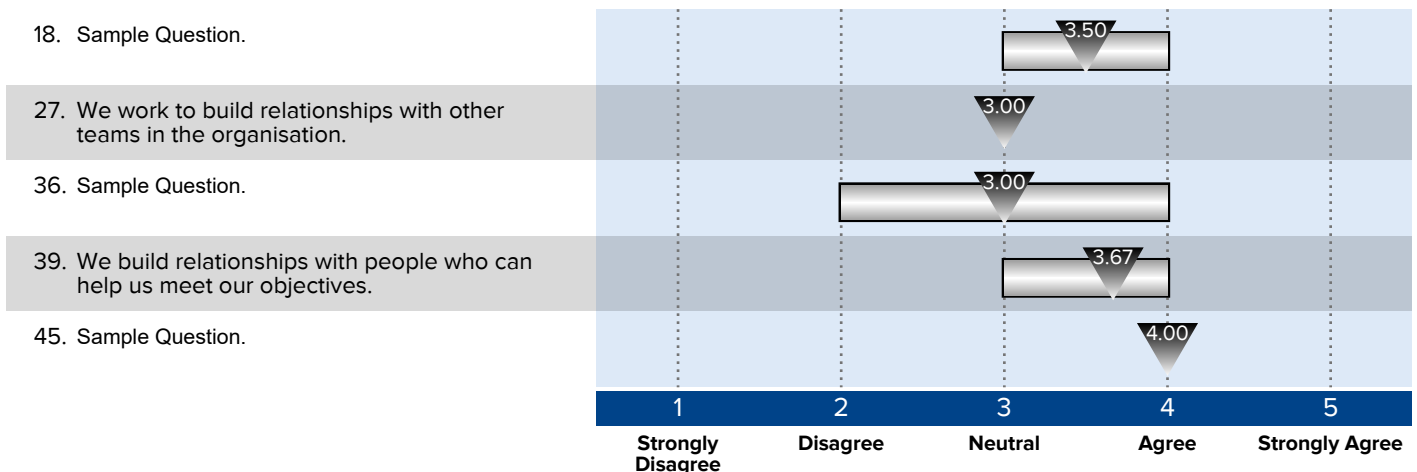 18. Sample Question.
3.50
27. We work to build relationships with other
teams in the organisation.
3.00
36. Sample Question.
3.00
39. We build relationships with people who can
help us meet our objectives.
3.67
45. Sample Question.
4.00
1 2 3 4 5
Strongly Disagree Neutral Agree Strongly Agree
Disagree